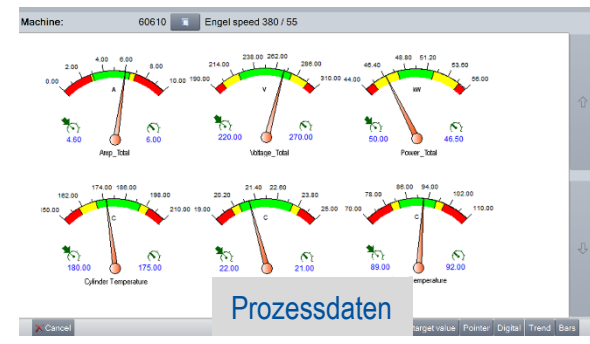 Machine: 60610 Engel speed 380 / 55
0.00 2.00 4.00 6.00 8.00 10.00
A
4.60 6.00
Amp_Total
190.00 214.00 238.00 262.00 286.00 310.00
V
220.00 270.00
Voltage_Total
44.00 46.40 48.80 51.20 53.60 56.00
kW
50.00 46.50
Power_Total
150.00 162.00 174.00 186.00 198.00 210.00
C
180.00 175.00
Cylinder Temperature
19.00 20.20 21.40 22.60 23.80 25.00
C
22.00 21.00
70.00 78.00 86.00 94.00 102.00 110.00
C
89.00 92.00
emperature
Prozessdaten
Cancel
target value Pointer Digital Trend Bars